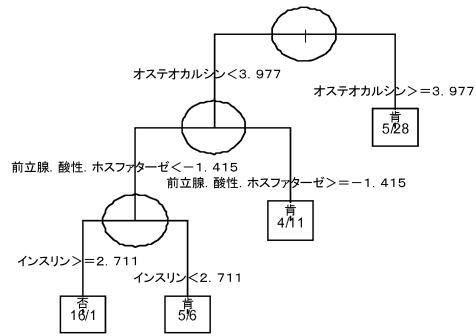 オステオカルシン<3.977
オステオカルシン>=3.977
肯
5/28
前立腺.酸性.ホスファターゼ<-1.415
前立腺.酸性.ホスファターゼ>=-1.415
肯
4/11
インスリン>=2.711
インスリン<2.711
否
16/1
肯
5/6